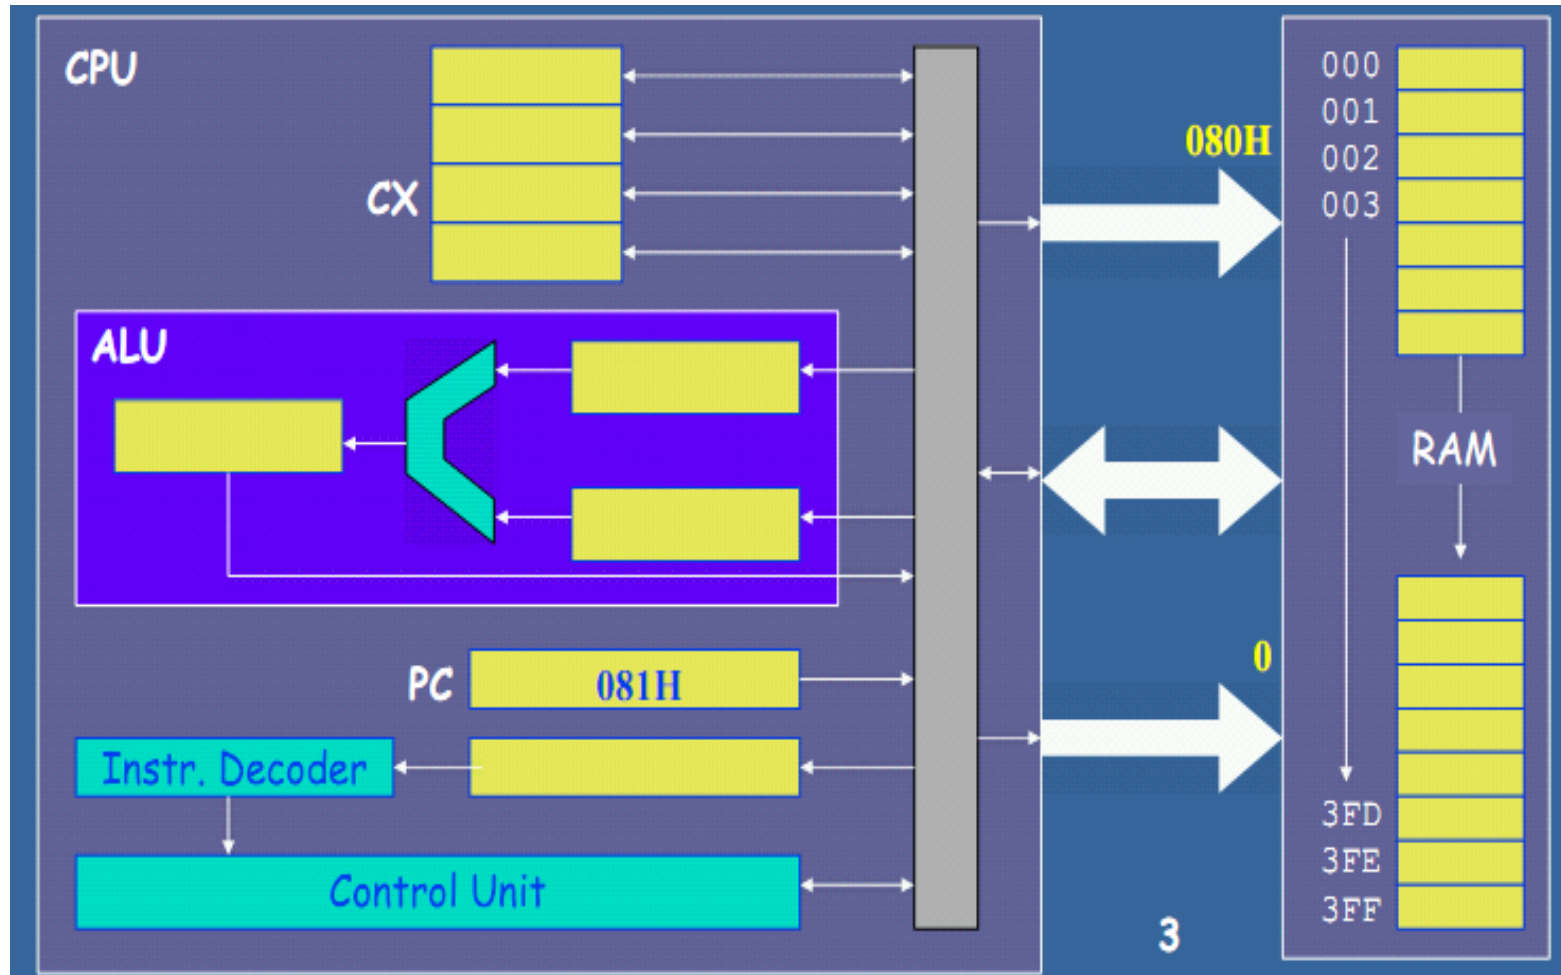 CPU
CX
ALU
PC
081H
Instr. Decoder
Control Unit
080H
0
3
000
001
002
003
RAM
3FD
3FE
3FF